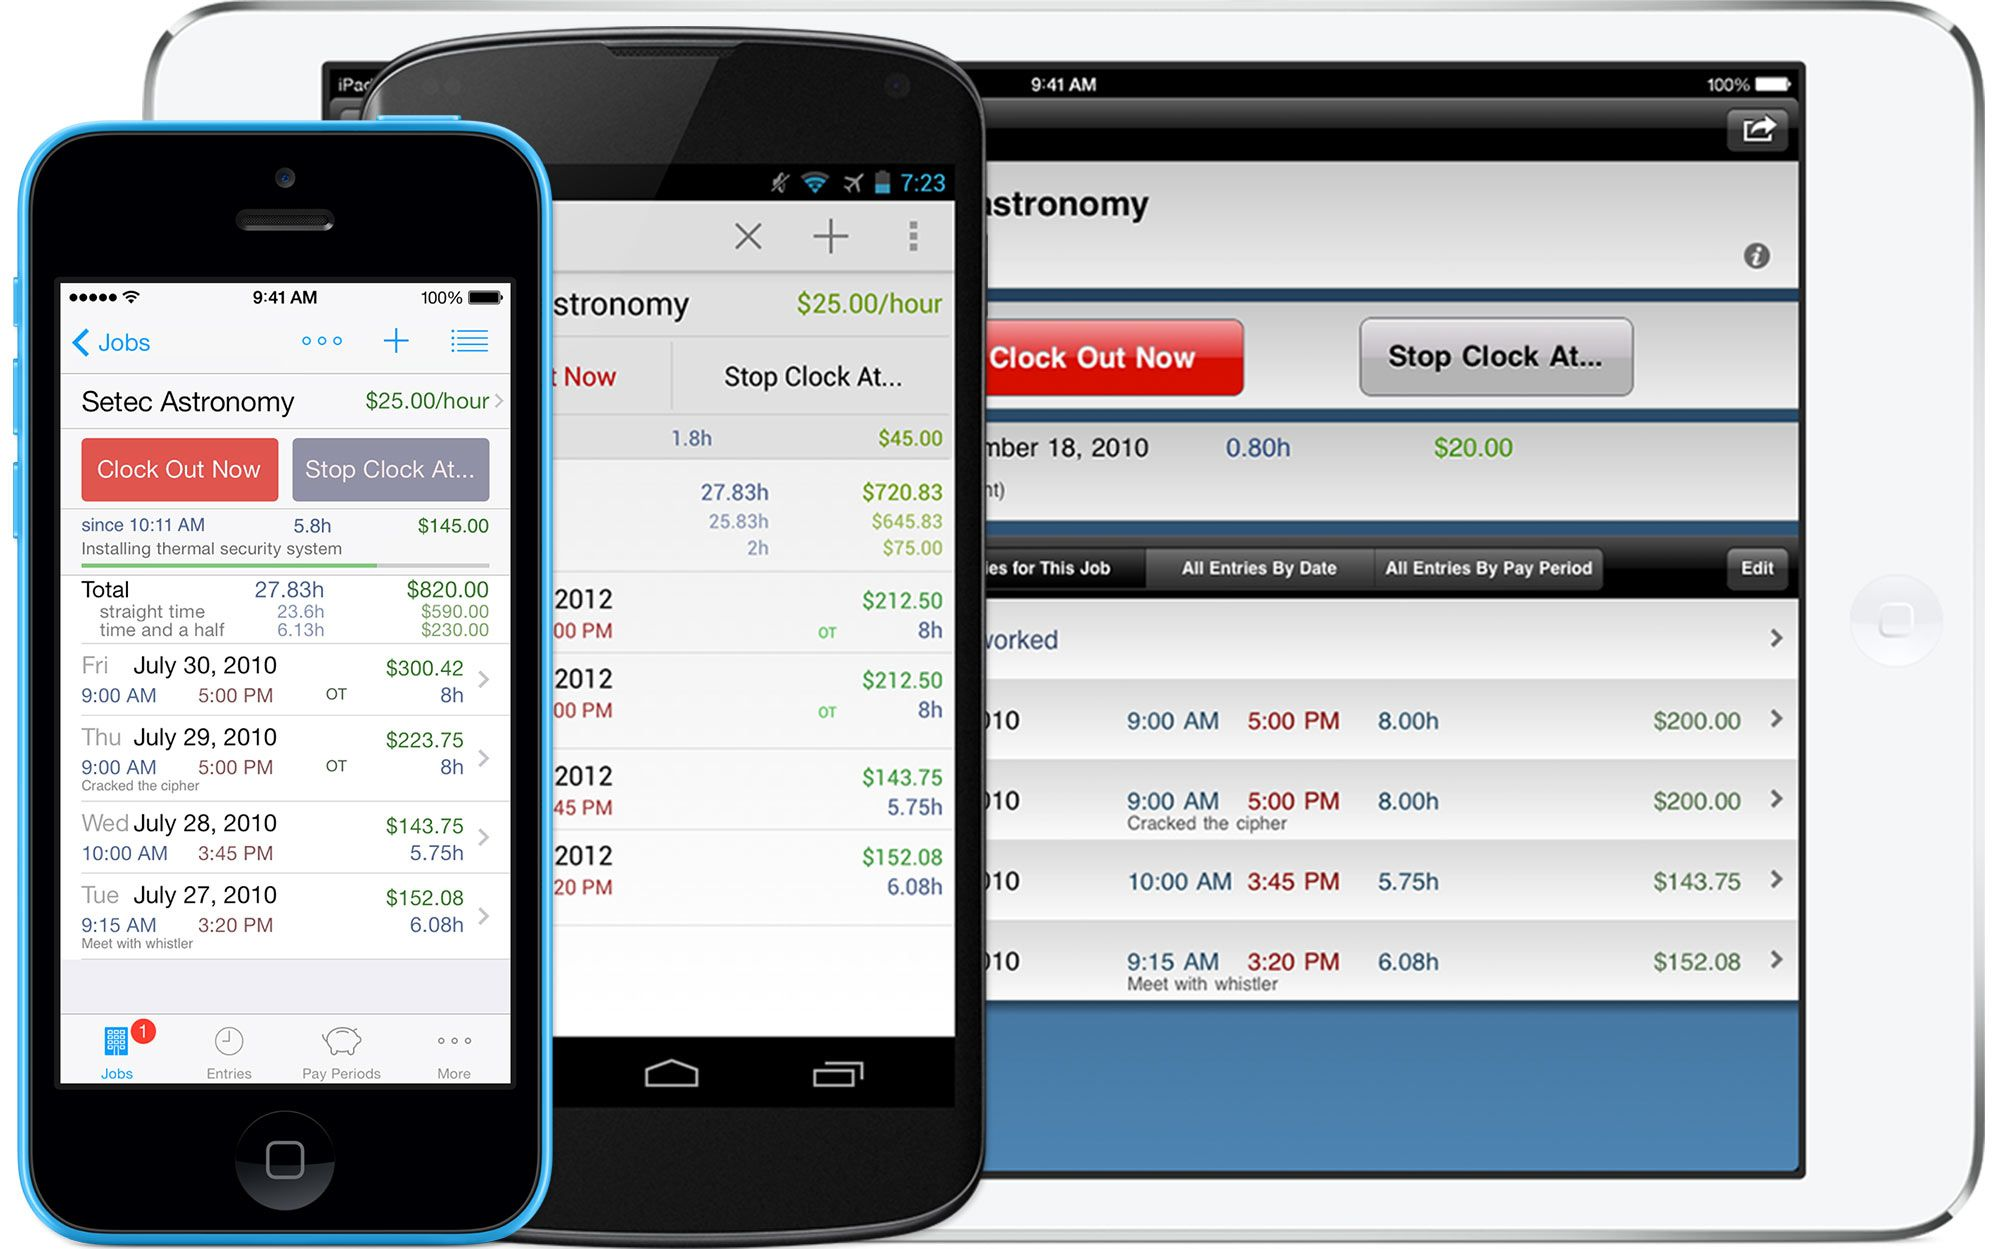 9:41 AM 100%
Jobs
Setec Astronomy $25.00/hour
Clock Out Now Stop Clock At...
since 10:11 AM 5.8h $145.00
Installing thermal security system
Total 27.83h $820.00
straight time 23.6h $590.00
time and a half 6.13h $230.00
Fri July 30, 2010 $300.42
9:00 AM 5:00 PM OT 8h
Thu July 29, 2010 $223.75
9:00 AM 5:00 PM OT 8h
Cracked the cipher
Wed July 28, 2010 $143.75
10:00 AM 3:45 PM 5.75h
Tue July 27, 2010 $152.08
9:15 AM 3:20 PM 6.08h
Meet with whistler
1
Jobs Entries Pay Periods More
7:23
stronomy $25.00/hour
t Now Stop Clock At...
1.8h $45.00
27.83h $720.83
25.83h $645.83
2h $75.00
2012 $212.50
00 PM OT 8h
2012 $212.50
00 PM OT 8h
2012 $143.75
45 PM 5.75h
2012 $152.08
20 PM 6.08h
iPad 9:41 AM 100%
astronomy
Clock Out Now Stop Clock At...
mber 18, 2010 0.80h $20.00
nt)
ies for This Job All Entries By Date All Entries By Pay Period Edit
worked
010 9:00 AM 5:00 PM 8.00h $200.00
010 9:00 AM 5:00 PM 8.00h $200.00
Cracked the cipher
010 10:00 AM 3:45 PM 5.75h $143.75
010 9:15 AM 3:20 PM 6.08h $152.08
Meet with whistler